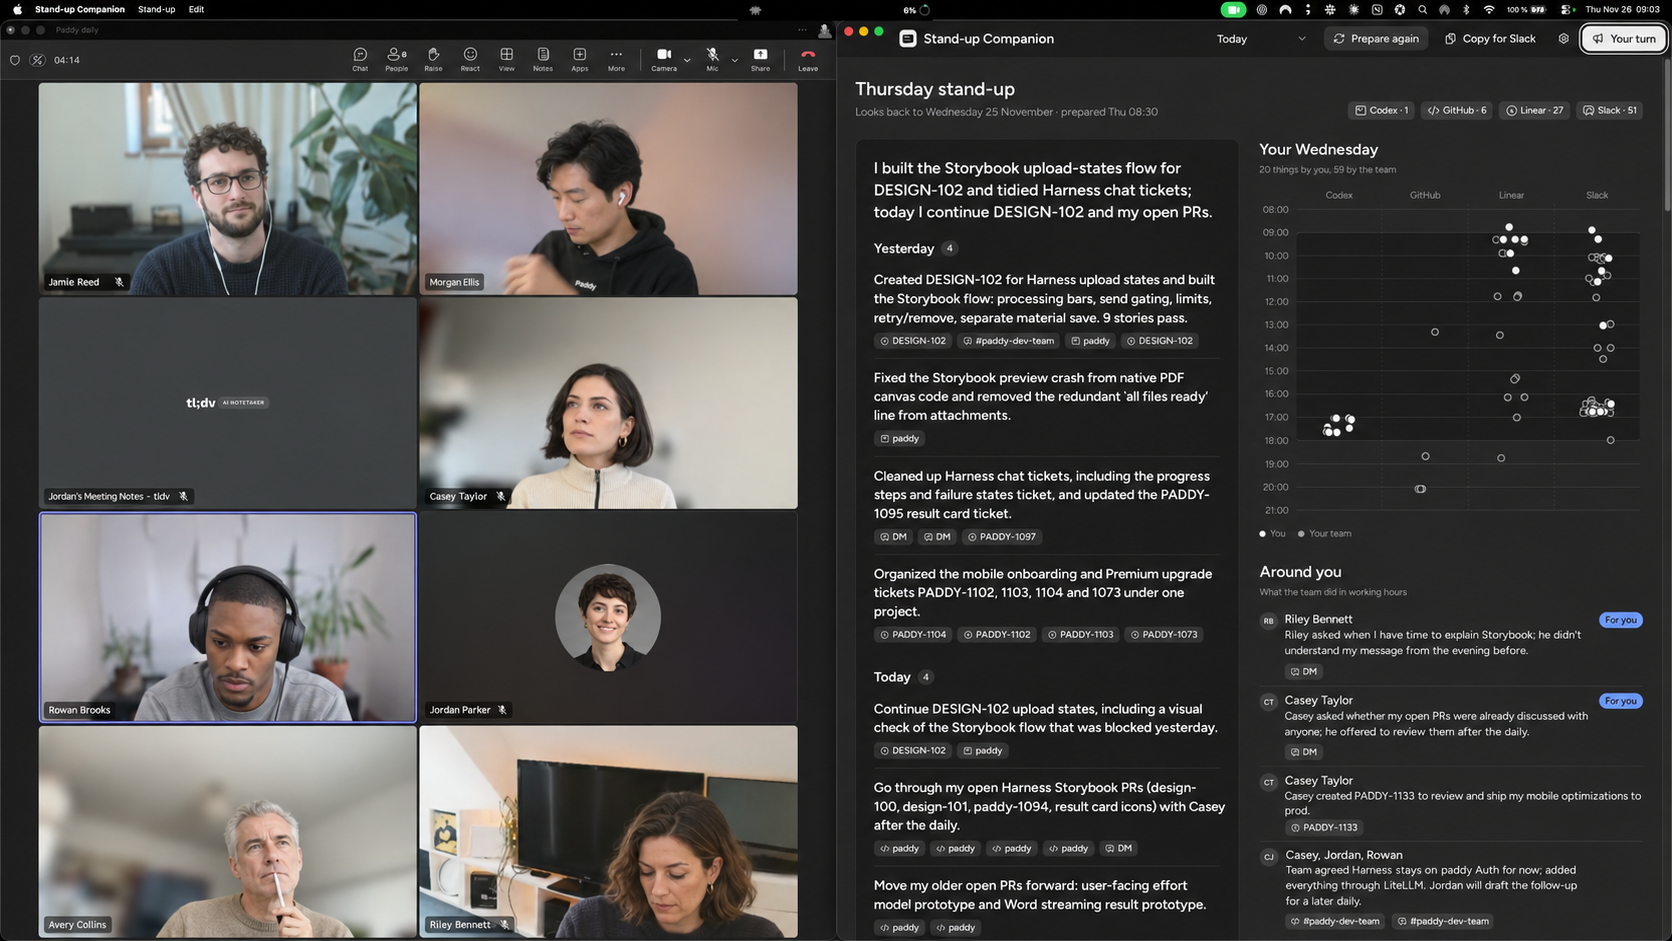 Stand-up Companion Stand-up Edit
6%
100 %
Thu Nov 26 09:03
Paddy daily
04:14
Chat
People 8
Raise
React
View
Notes
Apps
More
Camera
Mic
Share
Leave
Jamie Reed
Paddy
Morgan Ellis
tl;dv AI NOTETAKER
Jordan's Meeting Notes - tldv
Casey Taylor
Rowan Brooks
Jordan Parker
Avery Collins
Riley Bennett
Stand-up Companion
Today
Prepare again
Copy for Slack
Your turn
Thursday stand-up
Looks back to Wednesday 25 November · prepared Thu 08:30
Codex · 1 GitHub · 6 Linear · 27 Slack · 51
I built the Storybook upload-states flow for
DESIGN-102 and tidied Harness chat tickets;
today I continue DESIGN-102 and my open PRs.
Yesterday 4
Created DESIGN-102 for Harness upload states and built
the Storybook flow: processing bars, send gating, limits,
retry/remove, separate material save. 9 stories pass.
DESIGN-102 #paddy-dev-team paddy DESIGN-102
Fixed the Storybook preview crash from native PDF
canvas code and removed the redundant 'all files ready'
line from attachments.
paddy
Cleaned up Harness chat tickets, including the progress
steps and failure states ticket, and updated the PADDY-
1095 result card ticket.
DM DM PADDY-1097
Organized the mobile onboarding and Premium upgrade
tickets PADDY-1102, 1103, 1104 and 1073 under one
project.
PADDY-1104 PADDY-1102 PADDY-1103 PADDY-1073
Today 4
Continue DESIGN-102 upload states, including a visual
check of the Storybook flow that was blocked yesterday.
DESIGN-102 paddy
Go through my open Harness Storybook PRs (design-
100, design-101, paddy-1094, result card icons) with Casey
after the daily.
paddy paddy paddy paddy DM
Move my older open PRs forward: user-facing effort
model prototype and Word streaming result prototype.
paddy paddy
Your Wednesday
20 things by you, 59 by the team
Codex GitHub Linear Slack
08:00
09:00
10:00
11:00
12:00
13:00
14:00
15:00
16:00
17:00
18:00
19:00
20:00
21:00
You Your team
Around you
What the team did in working hours
RB Riley Bennett For you
Riley asked when I have time to explain Storybook; he didn't
understand my message from the evening before.
DM
CT Casey Taylor For you
Casey asked whether my open PRs were already discussed with
anyone; he offered to review them after the daily.
DM
CT Casey Taylor
Casey created PADDY-1133 to review and ship my mobile optimizations to
prod.
PADDY-1133
CJ Casey, Jordan, Rowan
Team agreed Harness stays on paddy Auth for now; added
everything through LiteLLM. Jordan will draft the follow-up
for a later daily.
#paddy-dev-team #paddy-dev-team